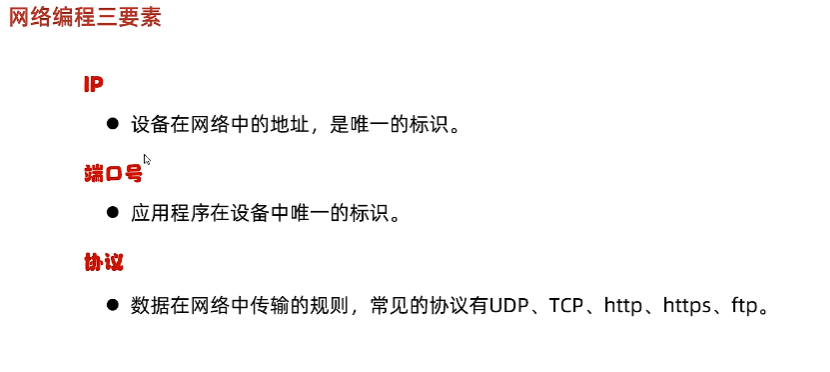 网络编程三要素
IP
● 设备在网络中的地址，是唯一的标识。
端口号
● 应用程序在设备中唯一的标识。
协议
● 数据在网络中传输的规则，常见的协议有UDP、TCP、http、https、ftp。